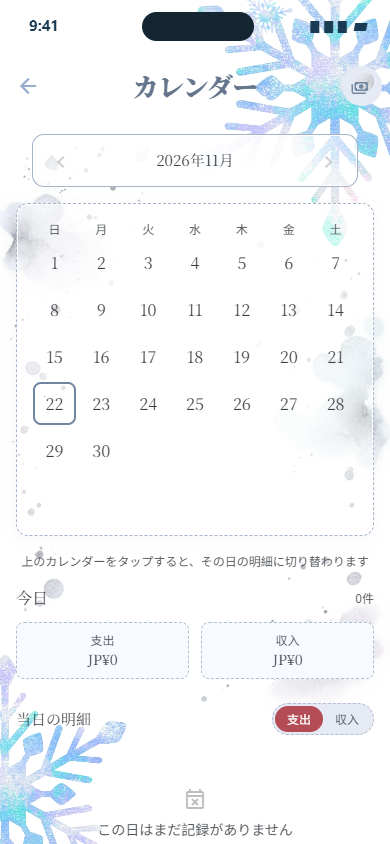 9:41
カレンダー
2026年11月
日 月 火 水 木 金 土
1 2 3 4 5 6 7
8 9 10 11 12 13 14
15 16 17 18 19 20 21
22 23 24 25 26 27 28
29 30
上のカレンダーをタップすると、その日の明細に切り替わります
今日 0件
支出 収入
JP¥0 JP¥0
当日の明細 支出 収入
この日はまだ記録がありません